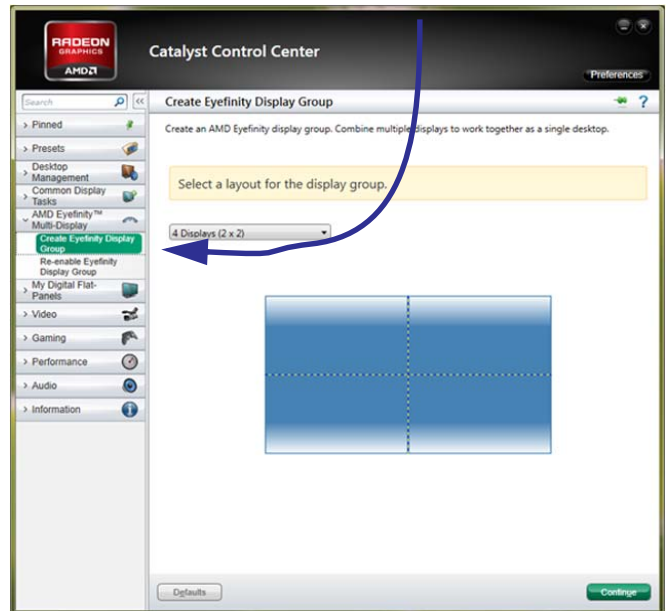 RADEON
GRAPHICS
AMD
Catalyst Control Center
Preferences
Search
«
Create Eyefinity Display Group
?
> Pinned
Create an AMD Eyefinity display group. Combine multiple displays to work together as a single desktop.
> Presets
> Desktop
Management
Select a layout for the display group.
> Common Display
Tasks
AMD Eyefinity™
Multi-Display
4 Displays (2 x 2)
Create Eyefinity Display
Group
Re-enable Eyefinity
Display Group
> My Digital Flat-
Panels
> Video
> Gaming
> Performance
> Audio
> Information
Defaults
Continue